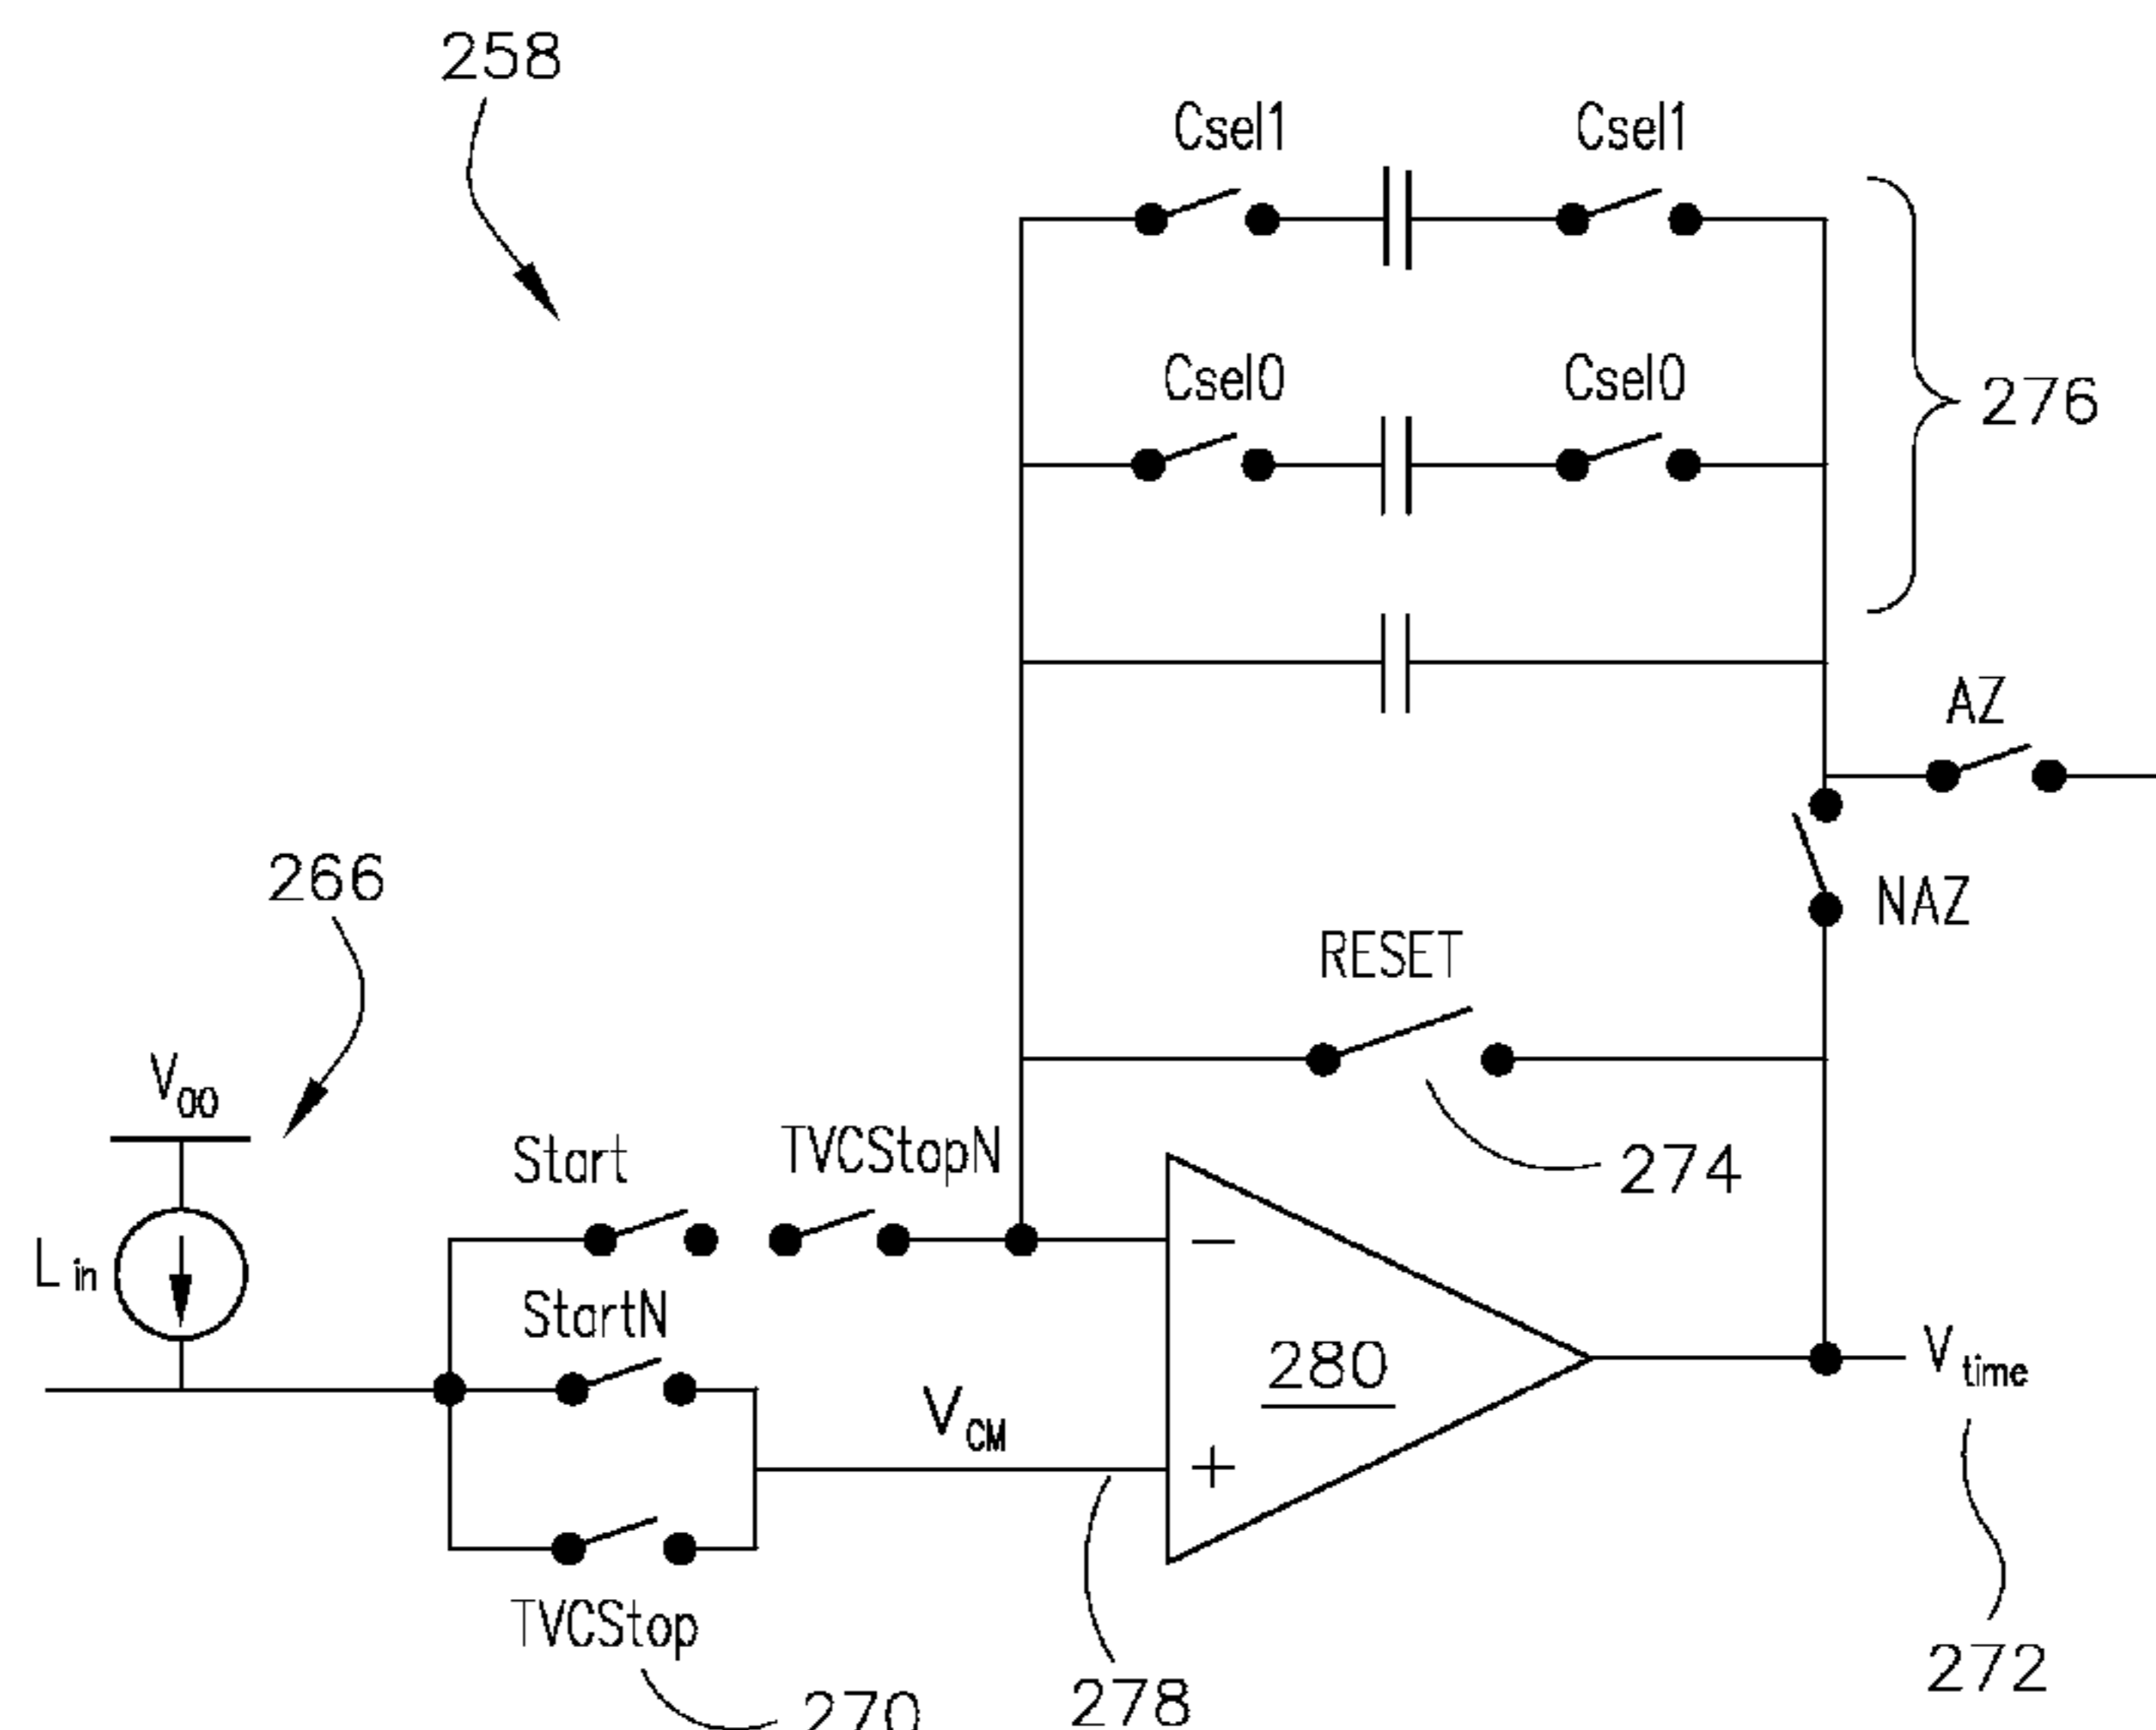 258
Csel1 Csel1
Csel0 Csel0
276
AZ
266
NAZ
RESET
Vao
Start TVCStopN
274
Lin
StartN
280
Vtime
VCM
−
+
TVCStop
272
270
278